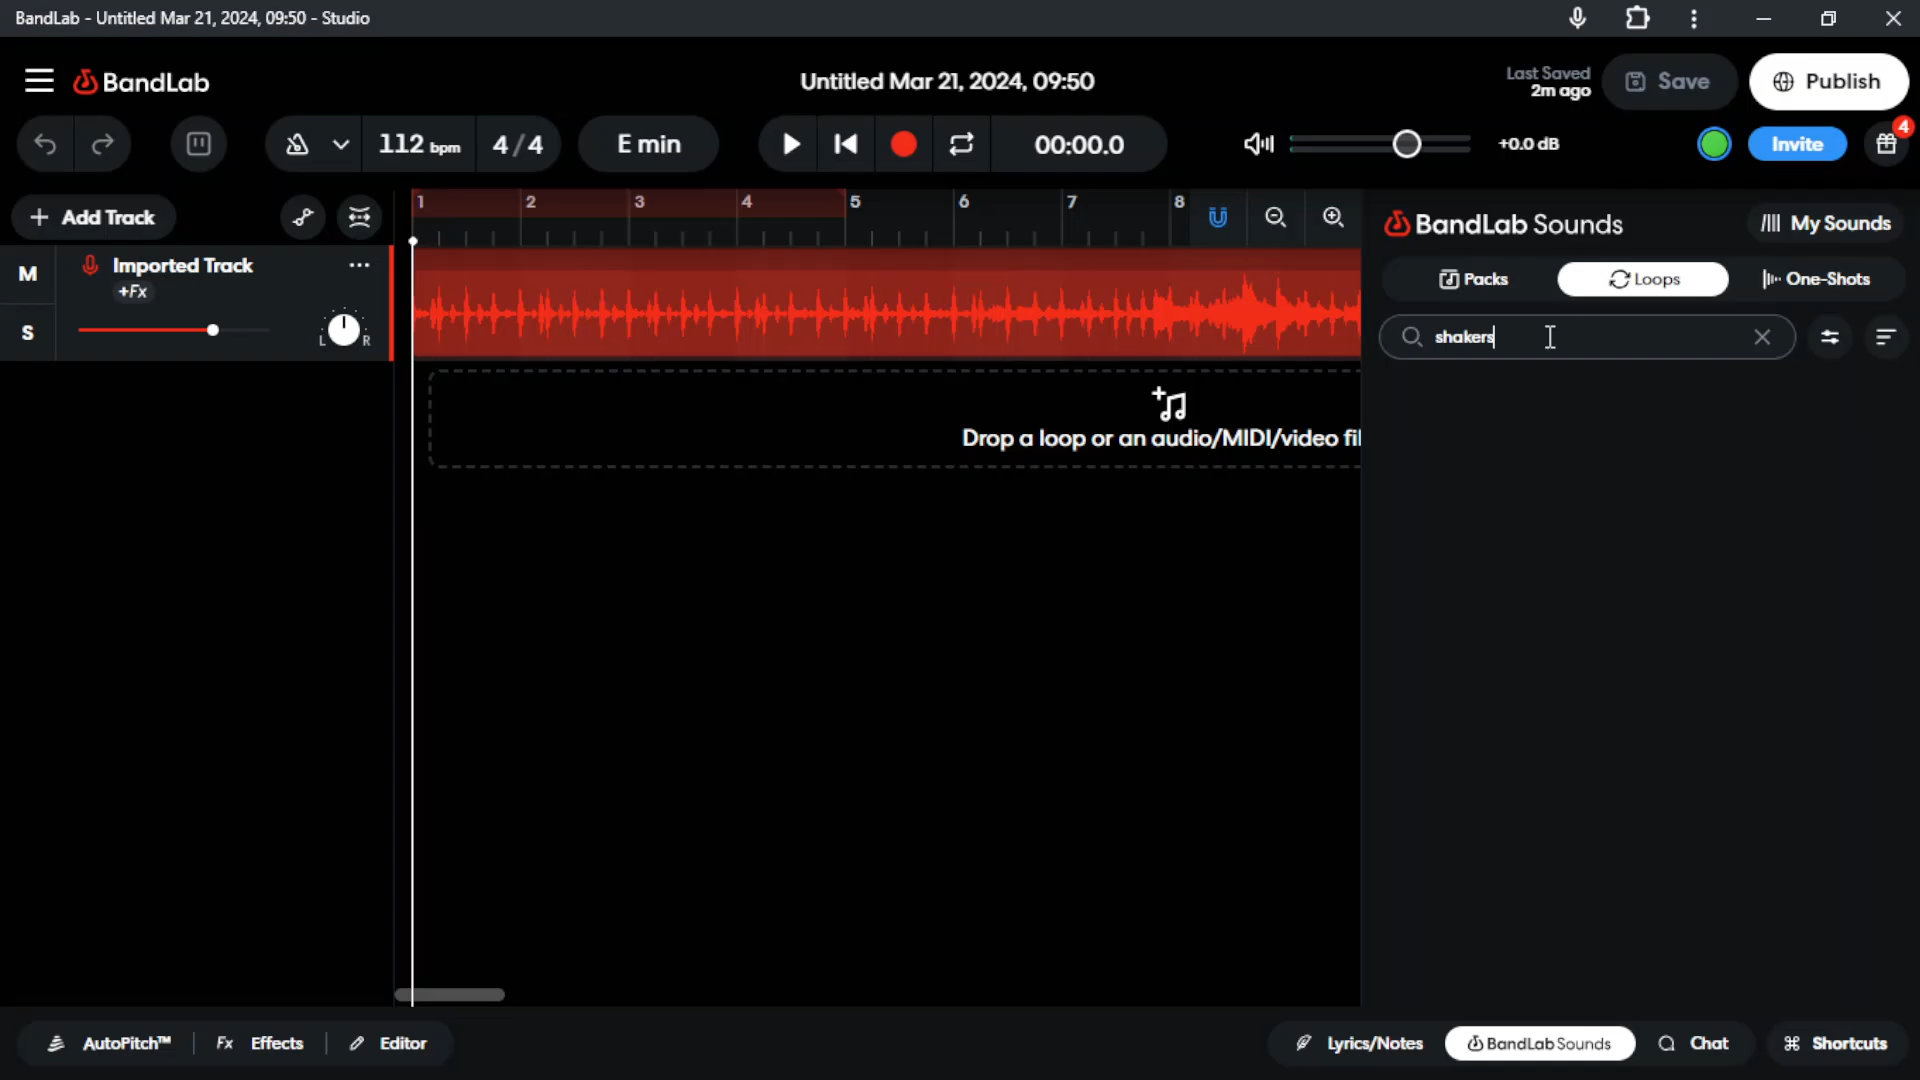 BandLab - Untitled Mar 21, 2024, 09:50 - Studio
BandLab
Untitled Mar 21, 2024, 09:50
Last Saved
2m ago
Save
Publish
112 bpm
4/4
E min
00:00.0
+0.0 dB
Invite
4
+ Add Track
1 2 3 4 5 6 7 8
BandLab Sounds
My Sounds
M
Imported Track
+Fx
S
L R
Packs
Loops
One-Shots
shakers
Drop a loop or an audio/MIDI/video fil
AutoPitch™
Fx Effects
Editor
Lyrics/Notes
BandLab Sounds
Chat
Shortcuts